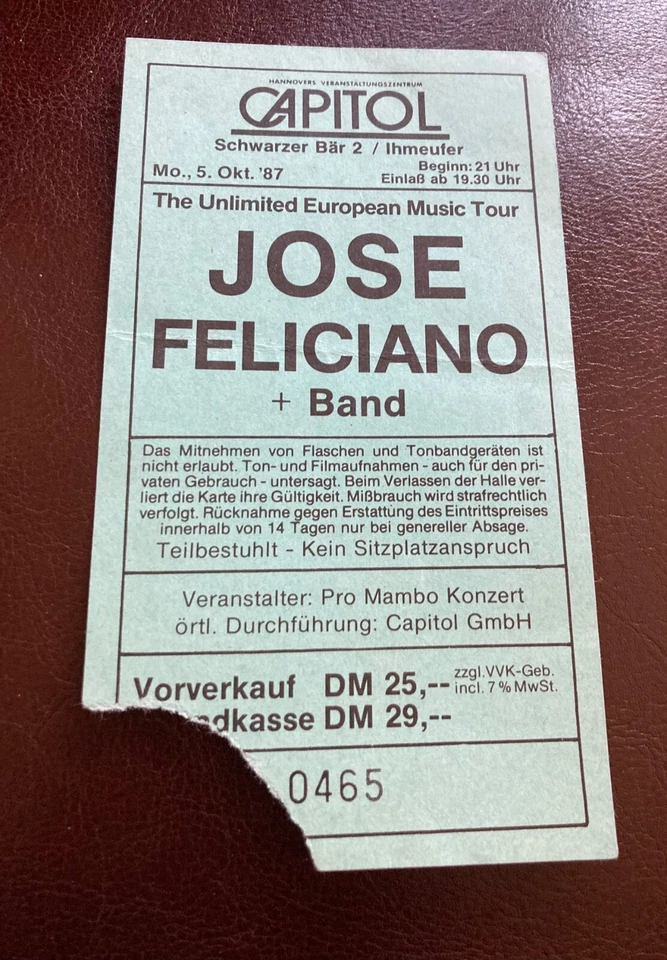 HANNOVERS VERANSTALTUNGSZENTRUM
CAPITOL
Schwarzer Bär 2 / Ihmeufer
Mo., 5. Okt. '87
Beginn: 21 Uhr
Einlaß ab 19.30 Uhr
The Unlimited European Music Tour
JOSE
FELICIANO
+ Band
Das Mitnehmen von Flaschen und Tonbandgeräten ist
nicht erlaubt. Ton- und Filmaufnahmen - auch für den pri-
vaten Gebrauch - untersagt. Beim Verlassen der Halle ver-
liert die Karte ihre Gültigkeit. Mißbrauch wird strafrechtlich
verfolgt. Rücknahme gegen Erstattung des Eintrittspreises
innerhalb von 14 Tagen nur bei genereller Absage.
Teilbestuhlt - Kein Sitzplatzanspruch
Veranstalter: Pro Mambo Konzert
örtl. Durchführung: Capitol GmbH
Vorverkauf DM 25,-- zzgl. VVK-Geb.
incl. 7 % MwSt.
ndkasse DM 29,--
0465